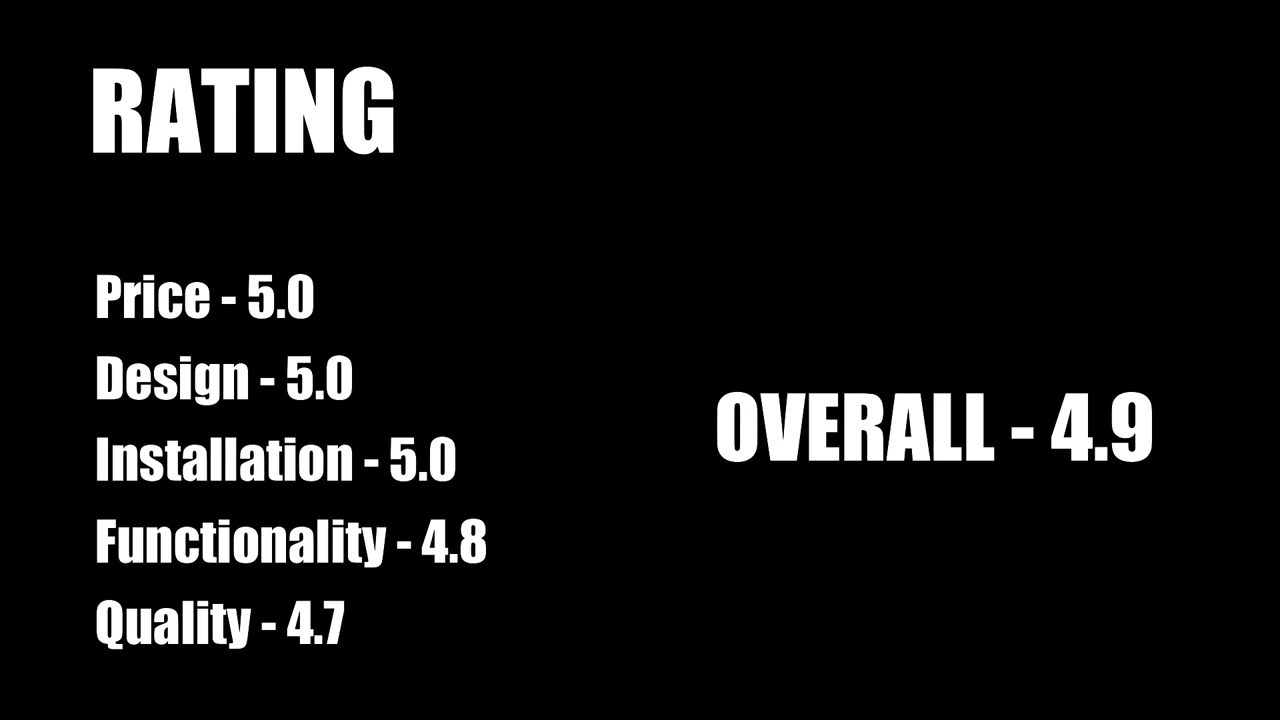 RATING
Price - 5.0
Design - 5.0
Installation - 5.0
Functionality - 4.8
Quality - 4.7
OVERALL - 4.9